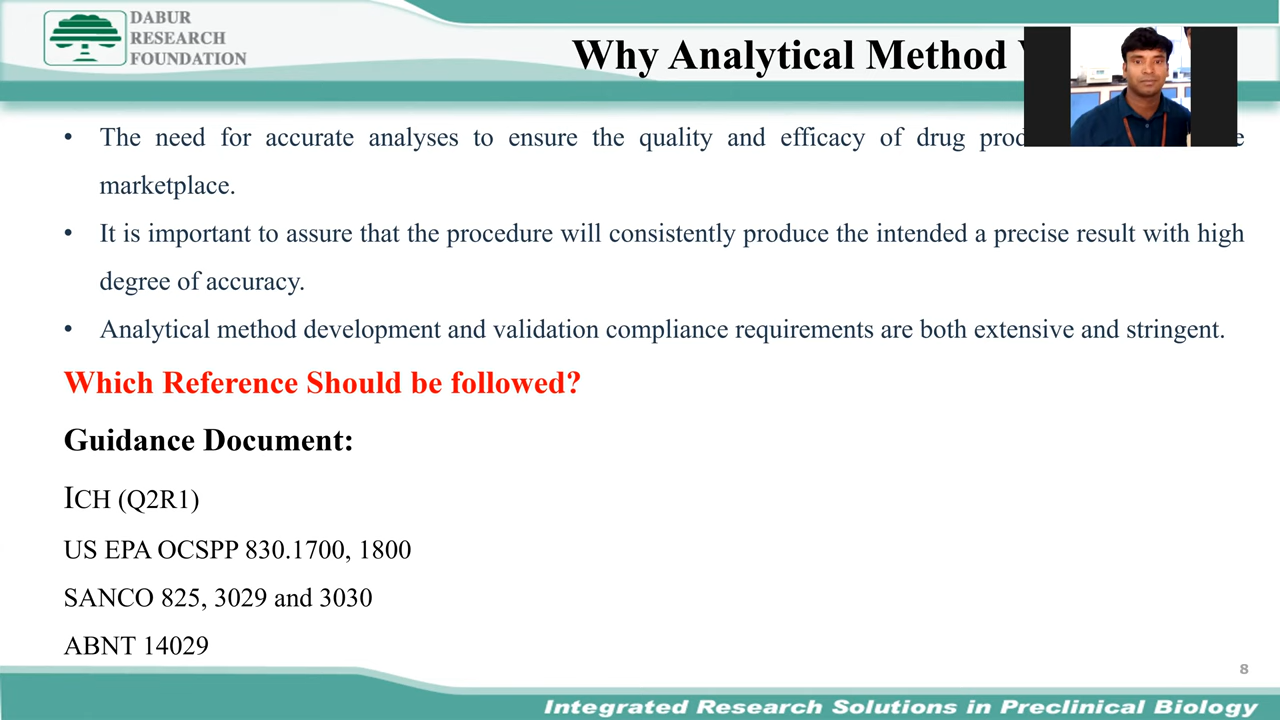 DABUR
RESEARCH
FOUNDATION
Why Analytical Method
• The need for accurate analyses to ensure the quality and efficacy of drug
marketplace.
• It is important to assure that the procedure will consistently produce the intended a precise result with high
degree of accuracy.
• Analytical method development and validation compliance requirements are both extensive and stringent.
Which Reference Should be followed?
Guidance Document:
ICH (Q2R1)
US EPA OCSPP 830.1700, 1800
SANCO 825, 3029 and 3030
ABNT 14029
8
Integrated Research Solutions in Preclinical Biology